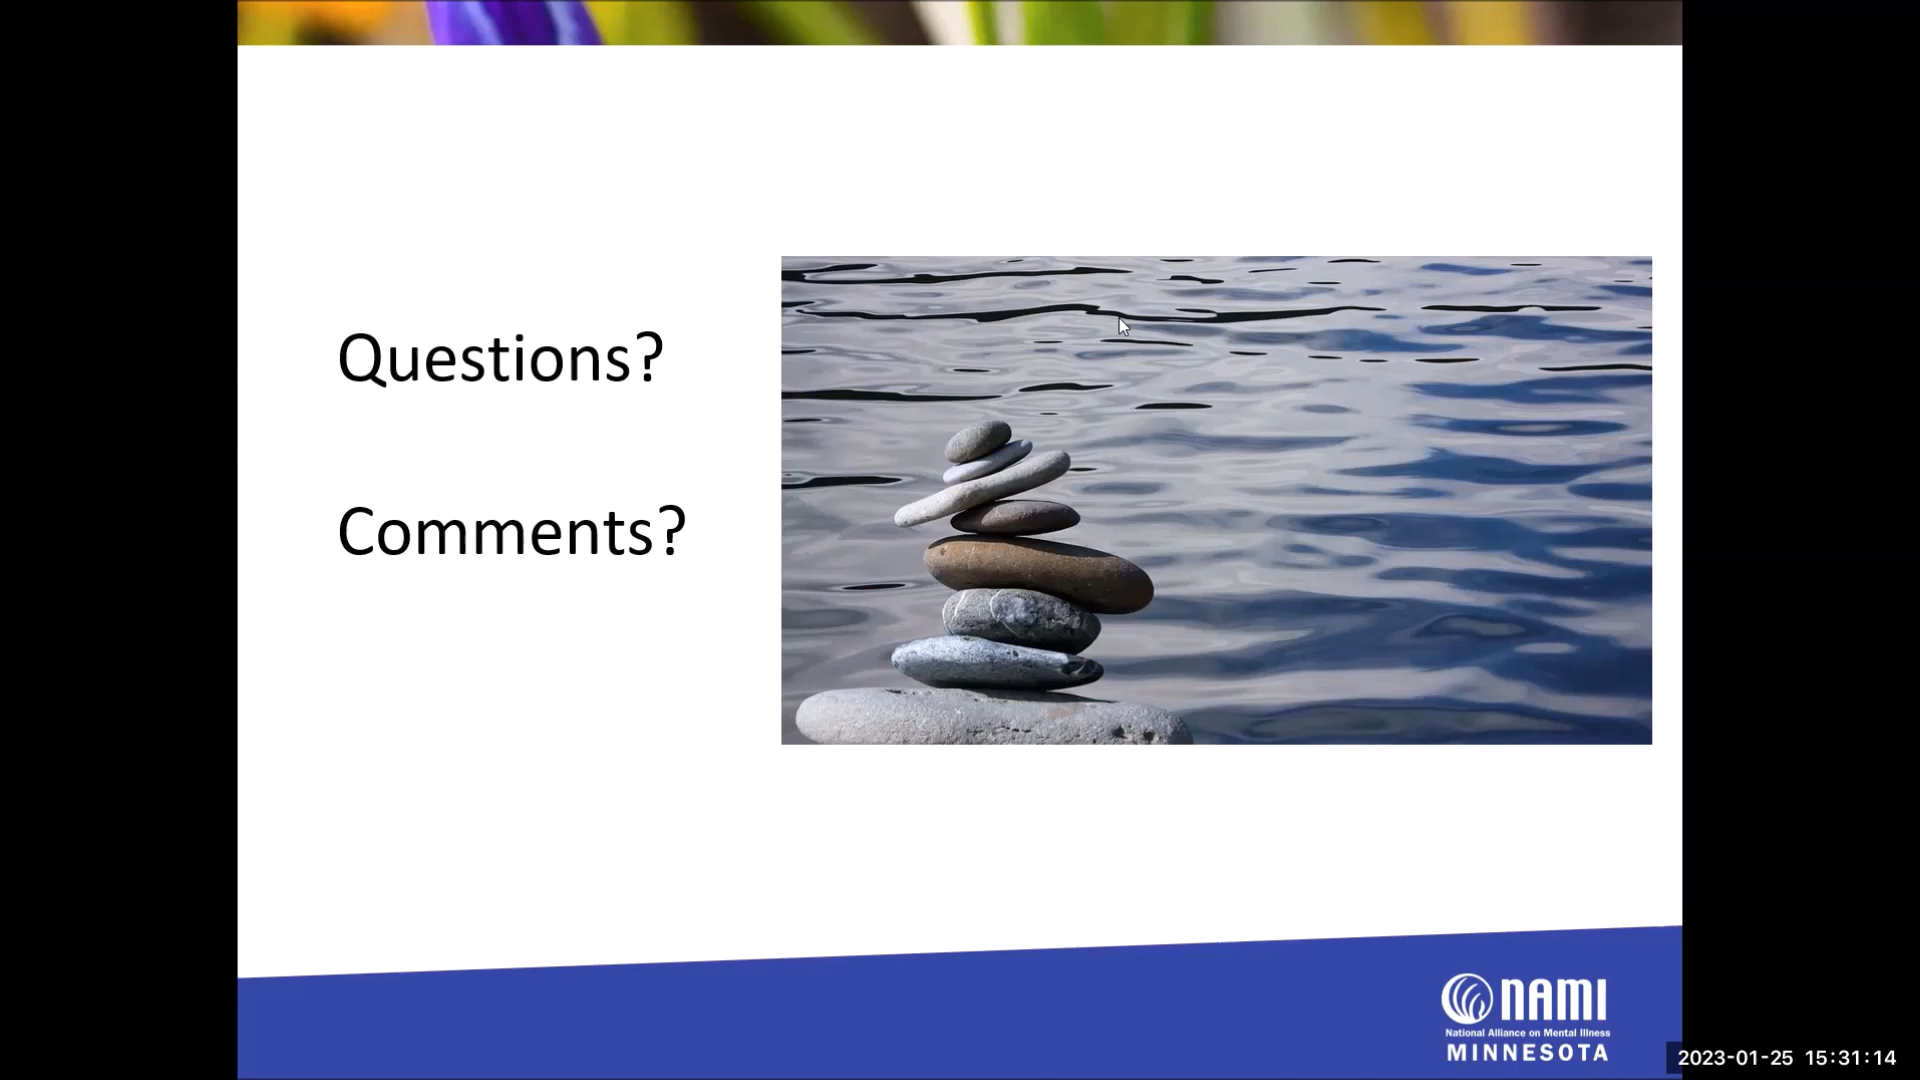 Questions?
Comments?
nAMI
National Alliance on Mental Illness
MINNESOTA
2023-01-25 15:31:14